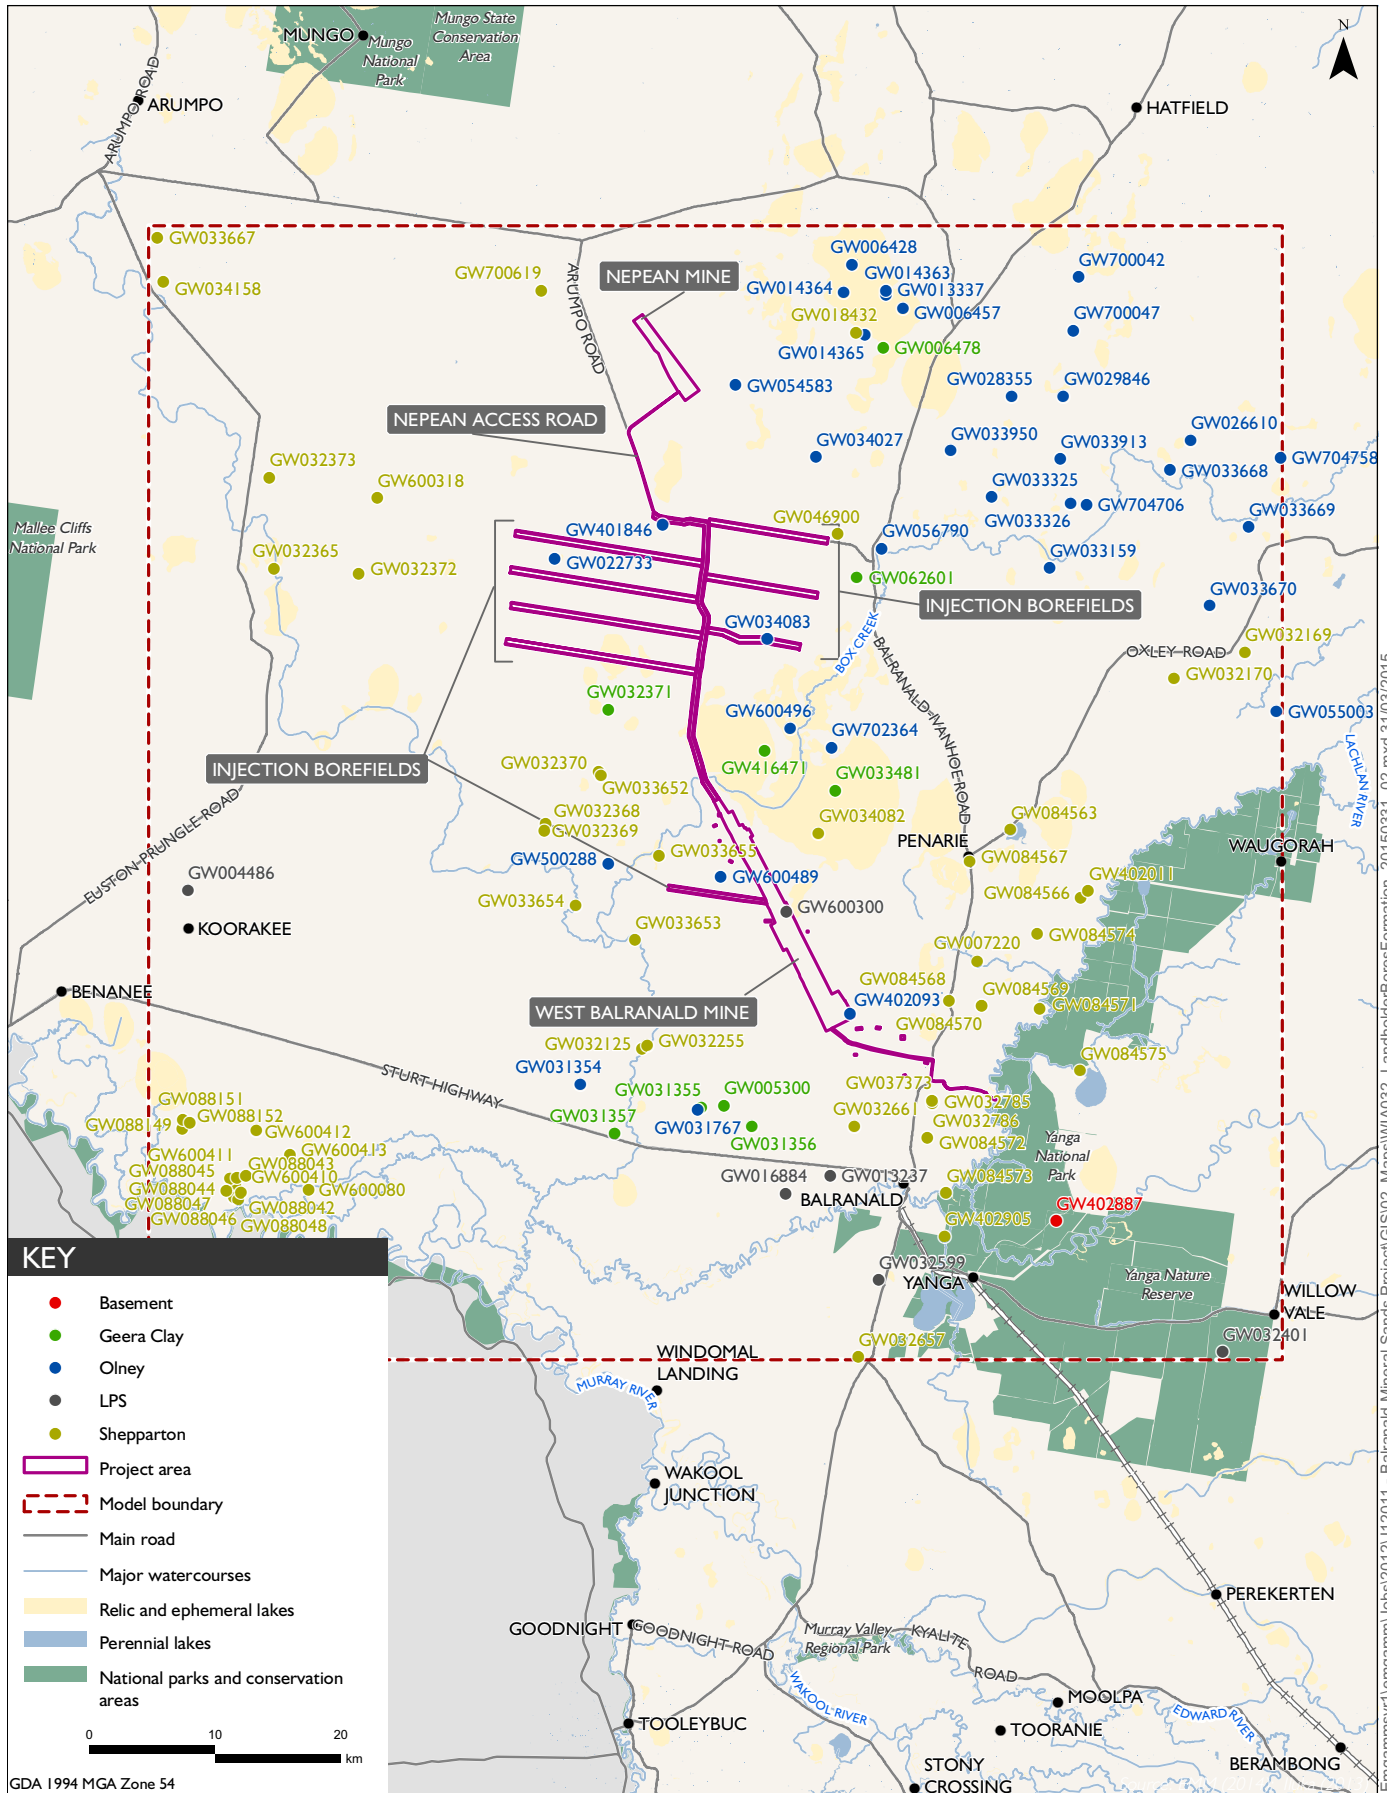 Mungo State
Conservation
Area
MUNGO
Mungo
National
Park
N
ARUMPO ROAD
ARUMPO
HATFIELD
GW033667
GW034158
GW700619
ARUMPO ROAD
NEPEAN MINE
GW006428
GW014363
GW014364
GW013337
GW018432
GW006457
GW014365
GW006478
GW700042
GW700047
GW054583
GW028355
GW029846
NEPEAN ACCESS ROAD
GW034027
GW033950
GW033913
GW026610
GW704758
GW033668
GW032373
GW600318
GW033325
GW704706
GW033326
GW033669
Mallee Cliffs
National Park
GW401846
GW046900
GW056790
GW032365
GW032372
GW022733
GW062601
GW033159
INJECTION BOREFIELDS
GW033670
GW034083
BOX CREEK
BALRANALD-IVANHOE ROAD
GW032169
OXLEY ROAD
GW032170
GW032371
GW600496
GW702364
GW055003
LACHLAN RIVER
INJECTION BOREFIELDS
GW032370
GW033652
GW416471
GW033481
EUSTON-PRUNGLE ROAD
GW032368
GW032369
GW034082
GW084563
PENARIE
GW084567
WAUGORAH
GW004486
GW500288
GW033655
GW600489
GW402011
GW084566
KOORAKEE
GW033654
GW600300
GW033653
GW084574
GW007220
BENANEE
GW084568
GW084569
GW402093
GW084571
WEST BALRANALD MINE
GW084570
GW032125
GW032255
GW084575
GW031354
STURT HIGHWAY
GW031355
GW005300
GW037373
GW032785
GW088151
GW088152
GW088149
GW031357
GW031767
GW031356
GW032661
GW032786
GW084572
GW600412
GW600411
GW600413
GW088045
GW088043
GW600410
GW088044
GW600080
GW088047
GW088042
GW088046
GW088048
Yanga
National
Park
GW016884
GW013237
GW084573
BALRANALD
GW402887
GW402905
GW032599
YANGA
Yanga Nature
Reserve
WILLOW
VALE
GW032401
GW032657
WINDOMAL
LANDING
MURRAY RIVER
WAKOOL
JUNCTION
PEREKERTEN
GOODNIGHT
GOODNIGHT ROAD
Murray Valley
Regional Park
KYALITE
ROAD
WAKOOL RIVER
MOOLPA
TOORANIE
EDWARD RIVER
TOOLEYBUC
STONY
CROSSING
BERAMBONG
KEY
Basement
Geera Clay
Olney
LPS
Shepparton
Project area
Model boundary
Main road
Major watercourses
Relic and ephemeral lakes
Perennial lakes
National parks and conservation
areas
0 10 20
km
GDA 1994 MGA Zone 54